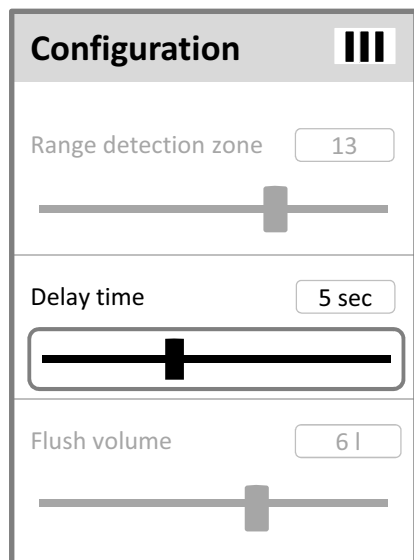 Configuration
Range detection zone 13
Delay time 5 sec
Flush volume 6 l